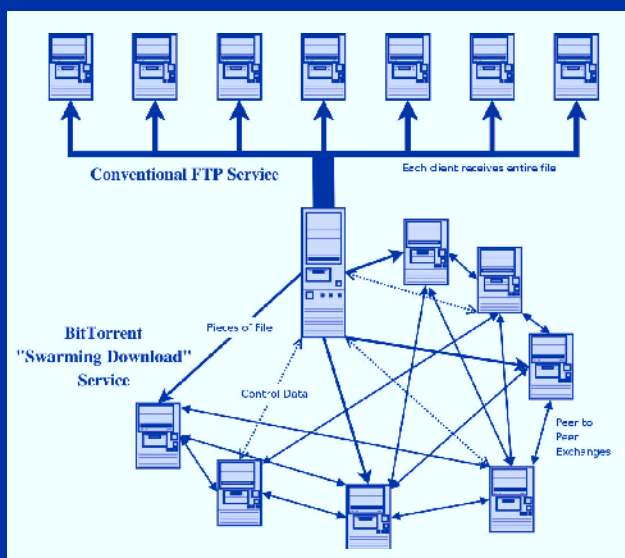 Conventional FTP Service
Each client receives entire file
BitTorrent
"Swarming Download"
Service
Pieces of File
Control Data
Peer to
Peer
Exchanges